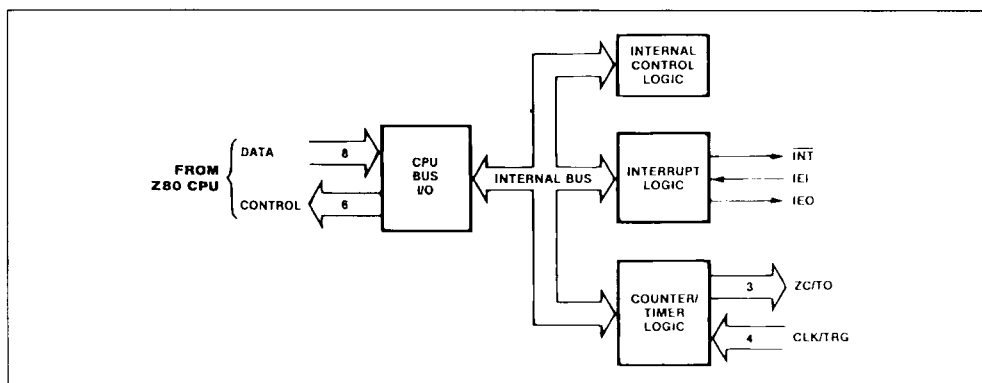 INTERNAL
CONTROL
LOGIC
FROM
Z80 CPU
DATA
8
CONTROL
6
CPU
BUS
I/O
INTERNAL BUS
INTERRUPT
LOGIC
INT
IEI
IEO
COUNTER/
TIMER
LOGIC
3
ZC/TO
4
CLK/TRG